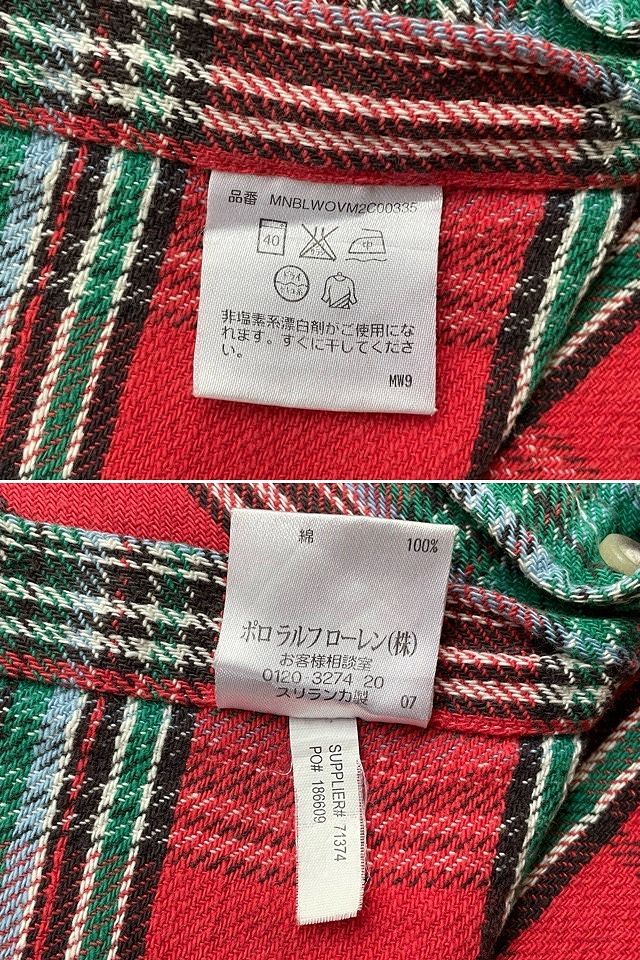 品番 MNBLWOVM2C00335
40 中
ドライ
非塩素系漂白剤がご使用にな
れます。すぐに干してくださ
い。
MW9
綿 100%
ポロ ラルフ ローレン(株)
お客様相談室
0120 3274 20
スリランカ製 07
SUPPLIER# 71374
PO# 186609